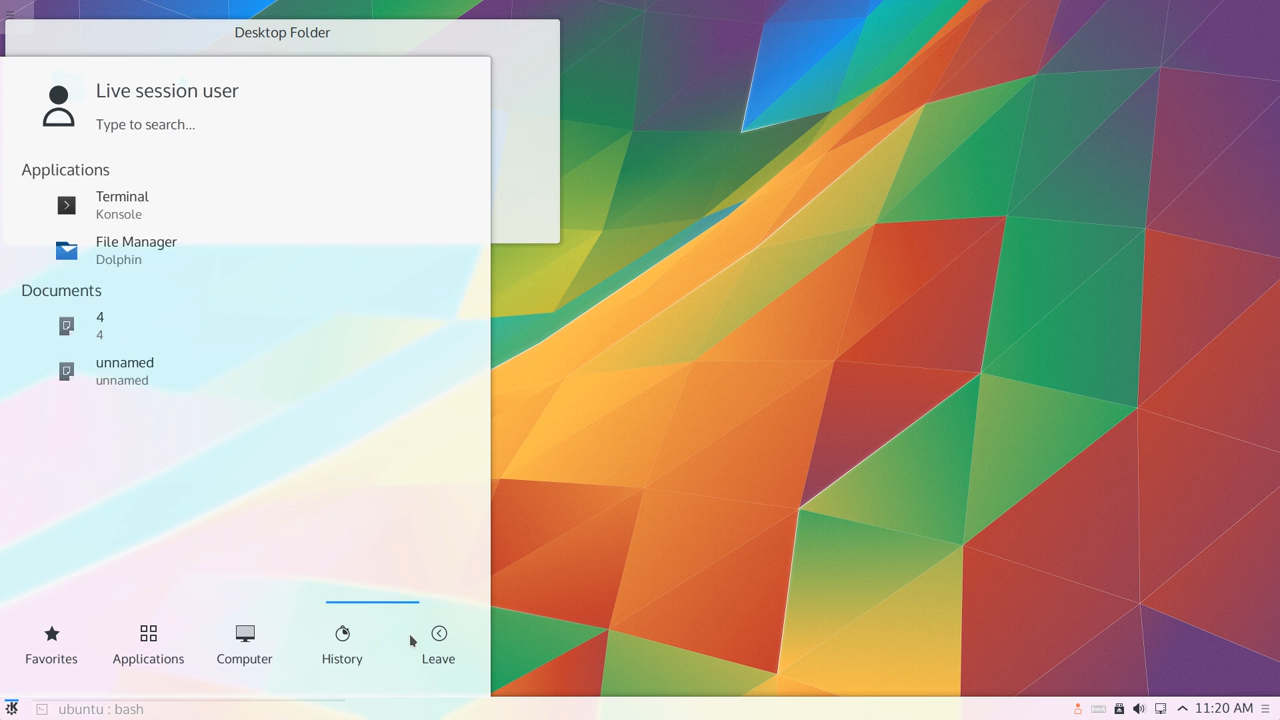 Desktop Folder
Live session user
Type to search...
Applications
Terminal
Konsole
File Manager
Dolphin
Documents
4
4
unnamed
unnamed
Favorites
Applications
Computer
History
Leave
ubuntu : bash
11:20 AM